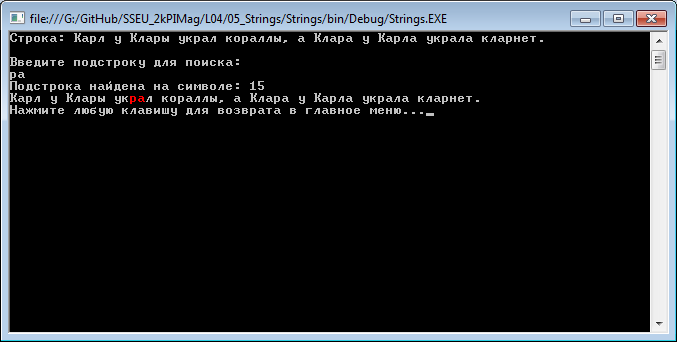 file:///G:/GitHub/SSEU_2kPIMag/L04/05_Strings/Strings/bin/Debug/Strings.EXE
Строка: Карл у Клары украл кораллы, а Клара у Карла украла кларнет.
Введите подстроку для поиска:
ра
Подстрока найдена на символе: 15
Карл у Клары украл кораллы, а Клара у Карла украла кларнет.
Нажмите любую клавишу для возврата в главное меню...